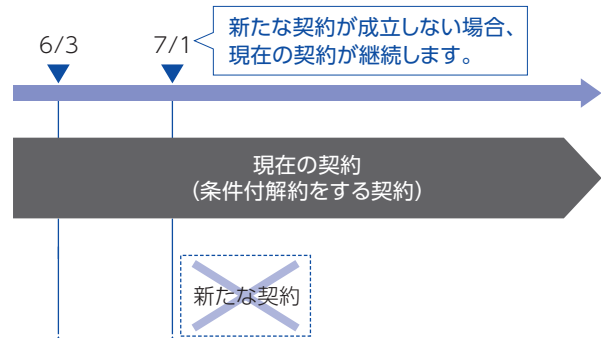 6/3
7/1
新たな契約が成立しない場合、
現在の契約が継続します。
現在の契約
(条件付解約をする契約)
新たな契約